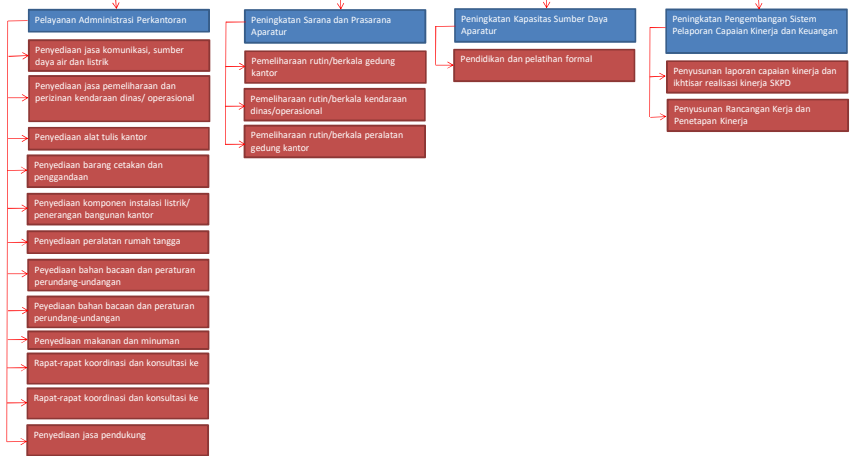 Pelayanan Admninistrasi Perkantoran
Penyediaan jasa komunikasi, sumber
daya air dan listrik
Penyediaan jasa pemeliharaan dan
perizinan kendaraan dinas/ operasional
Penyediaan alat tulis kantor
Penyediaan barang cetakan dan
penggandaan
Penyediaan komponen instalasi listrik/
penerangan bangunan kantor
Penyediaan peralatan rumah tangga
Peyediaan bahan bacaan dan peraturan
perundang-undangan
Peyediaan bahan bacaan dan peraturan
perundang-undangan
Penyediaan makanan dan minuman
Rapat-rapat koordinasi dan konsultasi ke
Rapat-rapat koordinasi dan konsultasi ke
Penyediaan jasa pendukung
Peningkatan Sarana dan Prasarana
Aparatur
Pemeliharaan rutin/berkala gedung
kantor
Pemeliharaan rutin/berkala kendaraan
dinas/operasional
Pemeliharaan rutin/berkala peralatan
gedung kantor
Peningkatan Kapasitas Sumber Daya
Aparatur
Pendidikan dan pelatihan formal
Peningkatan Pengembangan Sistem
Pelaporan Capaian Kinerja dan Keuangan
Penyusunan laporan capaian kinerja dan
ikhtisar realisasi kinerja SKPD
Penyusunan Rancangan Kerja dan
Penetapan Kinerja